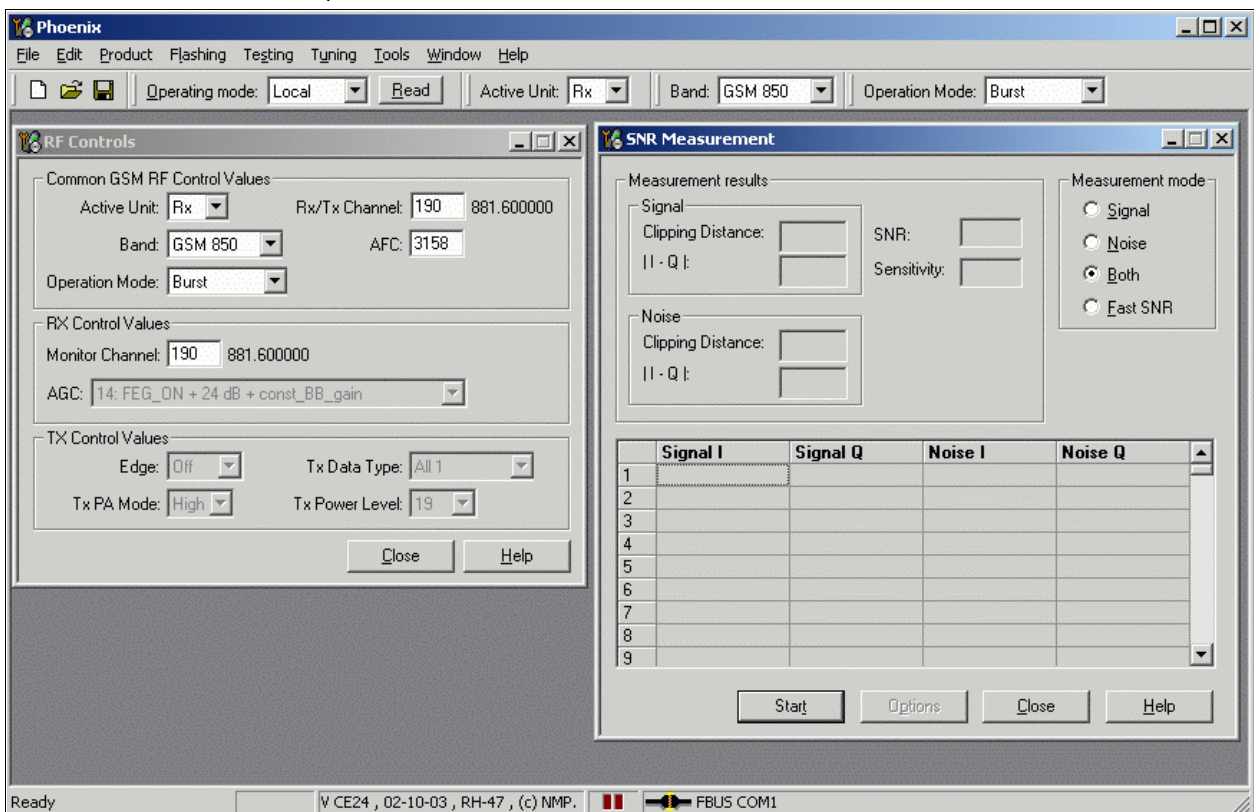 Phoenix
File Edit Product Flashing Testing Tuning Tools Window Help
Operating mode: Local Read Active Unit: Rx Band: GSM 850 Operation Mode: Burst
RF Controls
Common GSM RF Control Values
Active Unit: Rx Rx/Tx Channel: 190 881.600000
Band: GSM 850 AFC: 3158
Operation Mode: Burst
RX Control Values
Monitor Channel: 190 881.600000
AGC: 14: FEG_ON + 24 dB + const_BB_gain
TX Control Values
Edge: Off Tx Data Type: All 1
Tx PA Mode: High Tx Power Level: 19
Close Help
SNR Measurement
Measurement results
Signal
Clipping Distance:
| I - Q |:
SNR:
Sensitivity:
Noise
Clipping Distance:
| I - Q |:
Measurement mode
Signal
Noise
Both
Fast SNR
Signal I Signal Q Noise I Noise Q
1
2
3
4
5
6
7
8
9
Start Options Close Help
Ready V CE24 , 02-10-03 , RH-47 , (c) NMP. FBUS COM1